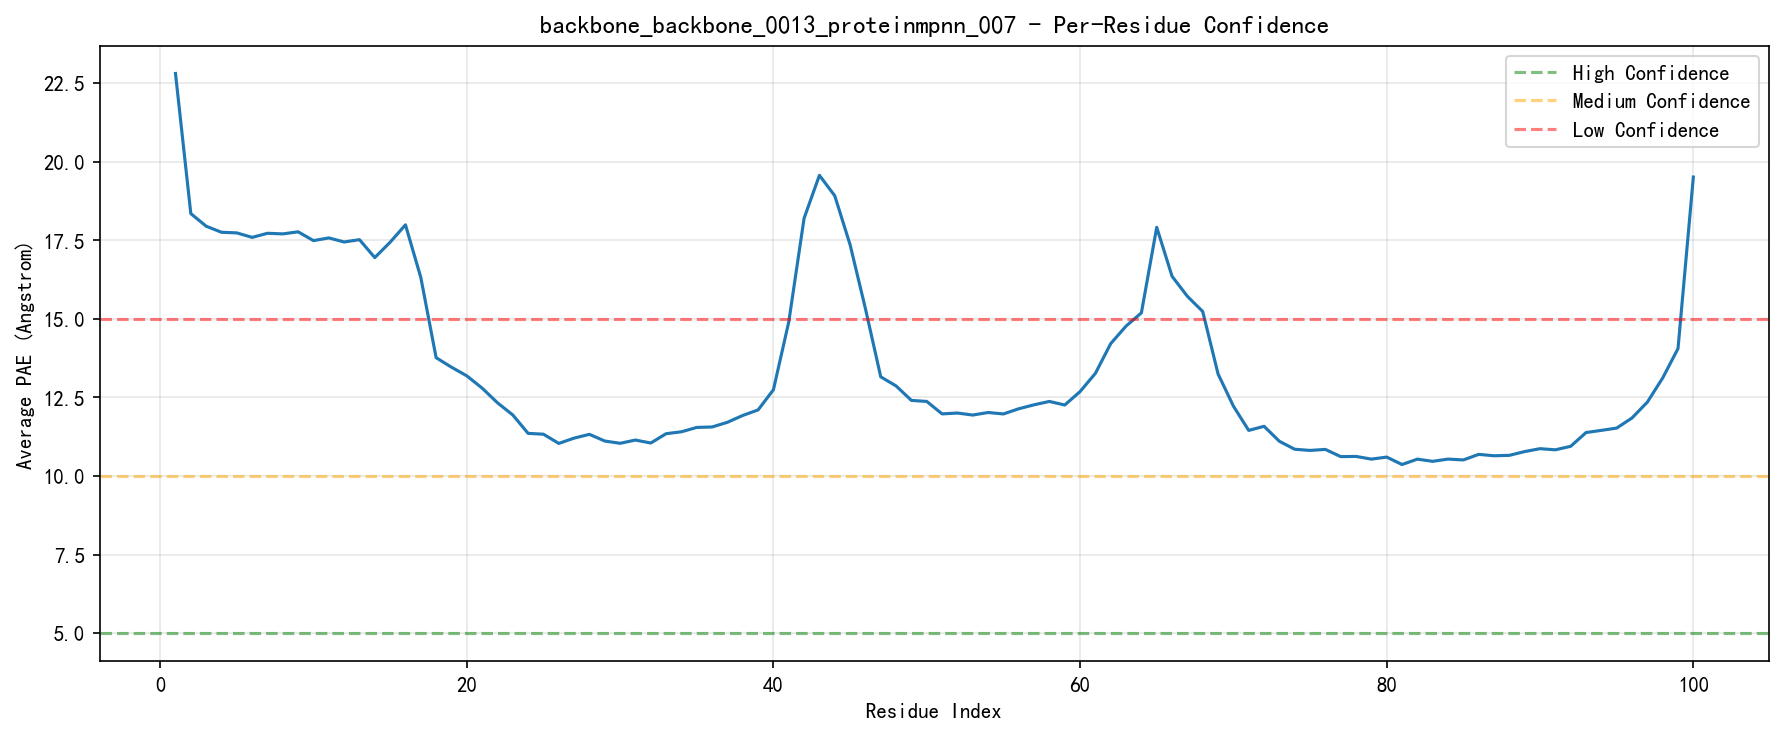 backbone_backbone_0013_proteinmpnn_007 - Per-Residue Confidence
High Confidence
Medium Confidence
Low Confidence
Average PAE (Angstrom)
22.5
20.0
17.5
15.0
12.5
10.0
7.5
5.0
0 20 40 60 80 100
Residue Index